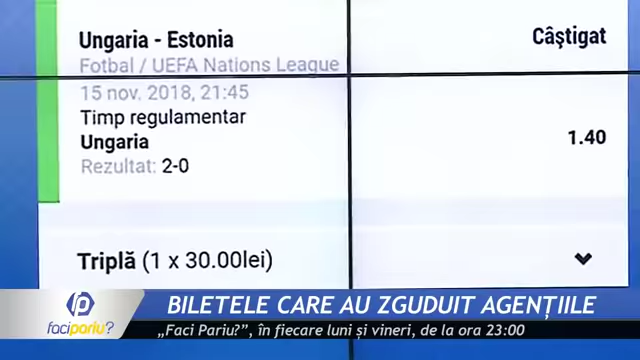 Ungaria - Estonia
Câștigat
Fotbal / UEFA Nations League
15 nov. 2018, 21:45
Timp regulamentar
Ungaria
1.40
Rezultat: 2-0
Triplă (1 x 30.00lei)
BILETELE CARE AU ZGUDUIT AGENȚIILE
faci pariu?
„Faci Pariu?”, în fiecare luni și vineri, de la ora 23:00